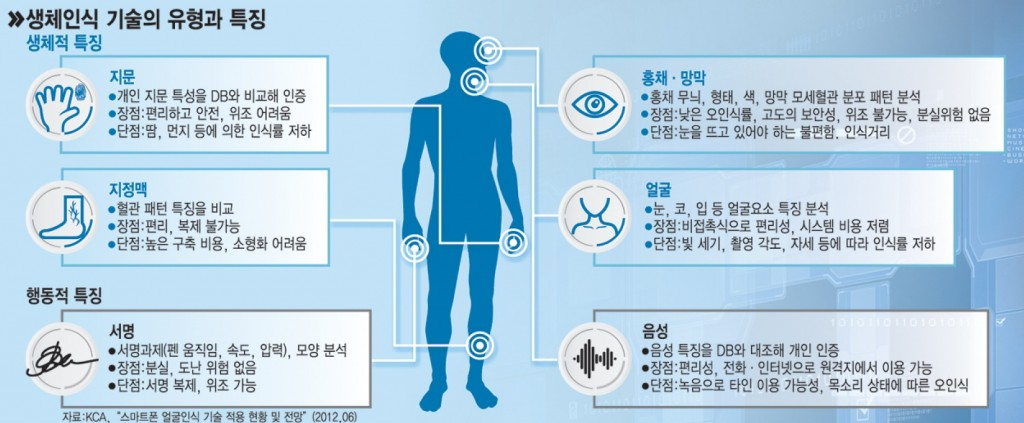 »생체인식 기술의 유형과 특징
생체적 특징
지문
●개인 지문 특성을 DB와 비교해 인증
●장점:편리하고 안전, 위조 어려움
●단점:땀, 먼지 등에 의한 인식률 저하
지정맥
●혈관 패턴 특징을 비교
●장점:편리, 복제 불가능
●단점:높은 구축 비용, 소형화 어려움
홍채·망막
●홍채 무늬, 형태, 색, 망막 모세혈관 분포 패턴 분석
●장점:낮은 오인식률, 고도의 보안성, 위조 불가능, 분실위험 없음
●단점:눈을 뜨고 있어야 하는 불편함, 인식거리
얼굴
●눈, 코, 입 등 얼굴요소 특징 분석
●장점:비접촉식으로 편리성, 시스템 비용 저렴
●단점:빛 세기, 촬영 각도, 자세 등에 따라 인식률 저하
행동적 특징
서명
●서명과제(펜 움직임, 속도, 압력), 모양 분석
●장점:분실, 도난 위험 없음
●단점:서명 복제, 위조 가능
음성
●음성 특징을 DB와 대조해 개인 인증
●장점:편리성, 전화·인터넷으로 원격지에서 이용 가능
●단점:녹음으로 타인 이용 가능성, 목소리 상태에 따른 오인식
자료:KCA, “스마트폰 얼굴인식 기술 적용 현황 및 전망” (2012.06)